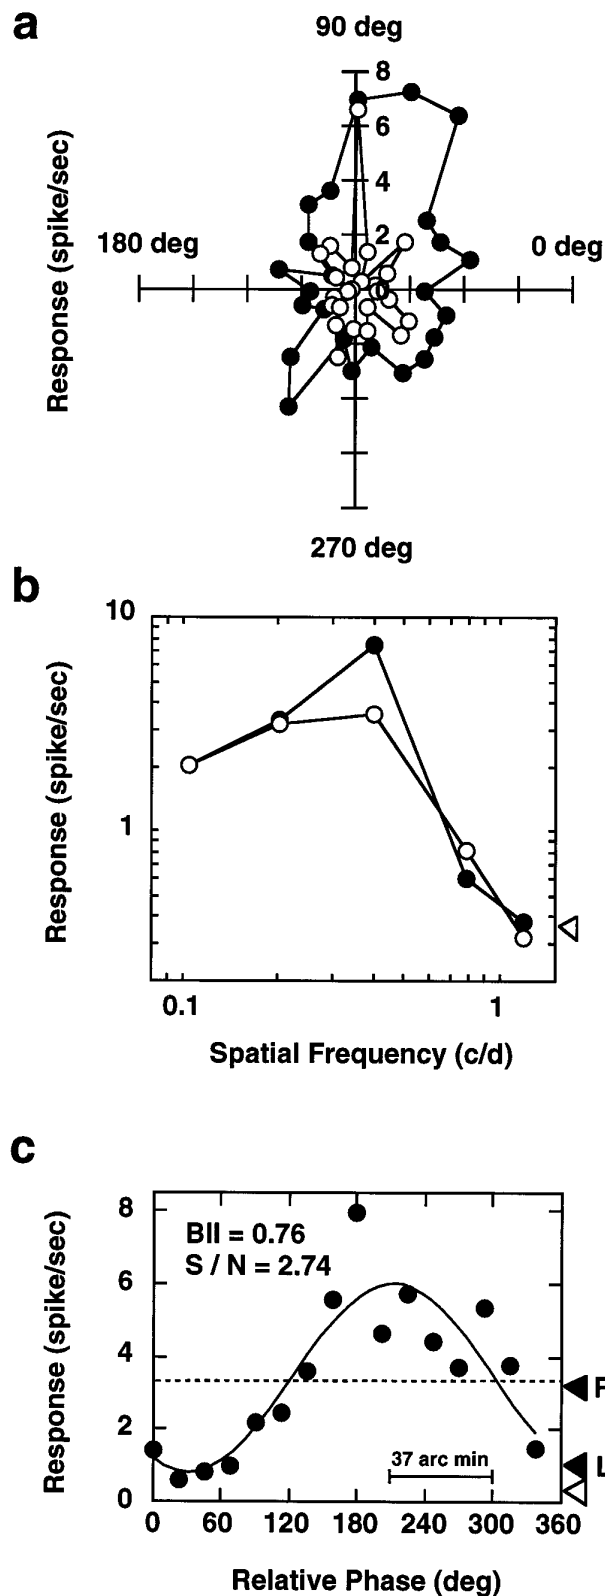 a
90 deg
8
6
4
2
0
180 deg
0 deg
Response (spike/sec)
270 deg
b
10
1
Response (spike/sec)
0.1 1
Spatial Frequency (c/d)
c
8
6
4
2
0
BII = 0.76
S / N = 2.74
37 arc min
Response (spike/sec)
0 60 120 180 240 300 360
Relative Phase (deg)
L